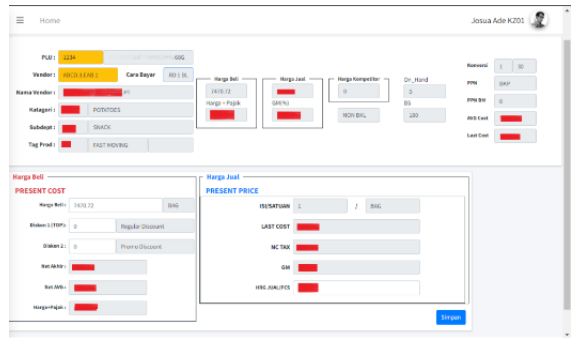 Home
Josua Ade KZ01
PLU : 1234 68G
Vendor : Cara Bayar
Nama Vendor :
Kategori : POTATOES
Subdept : SNACK
Tag Prod : FAST MOVING
Harga Beli
7470.72
Harga + Pajak
Harga Jual
GM(%)
Harga Kompetitor
0
NON BKL
On_Hand
0
BS
100
Konversi 1 30
PPN BKP
PPN BM 0
AVG Cost
Last Cost
Harga Beli
PRESENT COST
Harga Beli : 7470.72 BAG
Diskon 1 (TOP) : 0 Regular Discount
Diskon 2 : 0 Promo Discount
Net Akhir :
Net AVG :
Harga+Pajak :
Harga Jual
PRESENT PRICE
ISI/SATUAN 1 / BAG
LAST COST
NC TAX
GM
HRG JUAL/PCS
Simpan